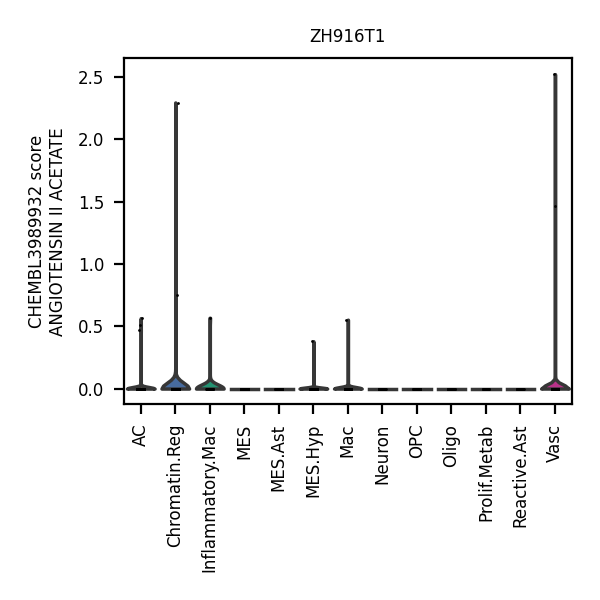 ZH916T1
CHEMBL3989932 score
ANGIOTENSIN II ACETATE
2.5
2.0
1.5
1.0
0.5
0.0
AC
Chromatin.Reg
Inflammatory.Mac
MES
MES.Ast
MES.Hyp
Mac
Neuron
OPC
Oligo
Prolif.Metab
Reactive.Ast
Vasc